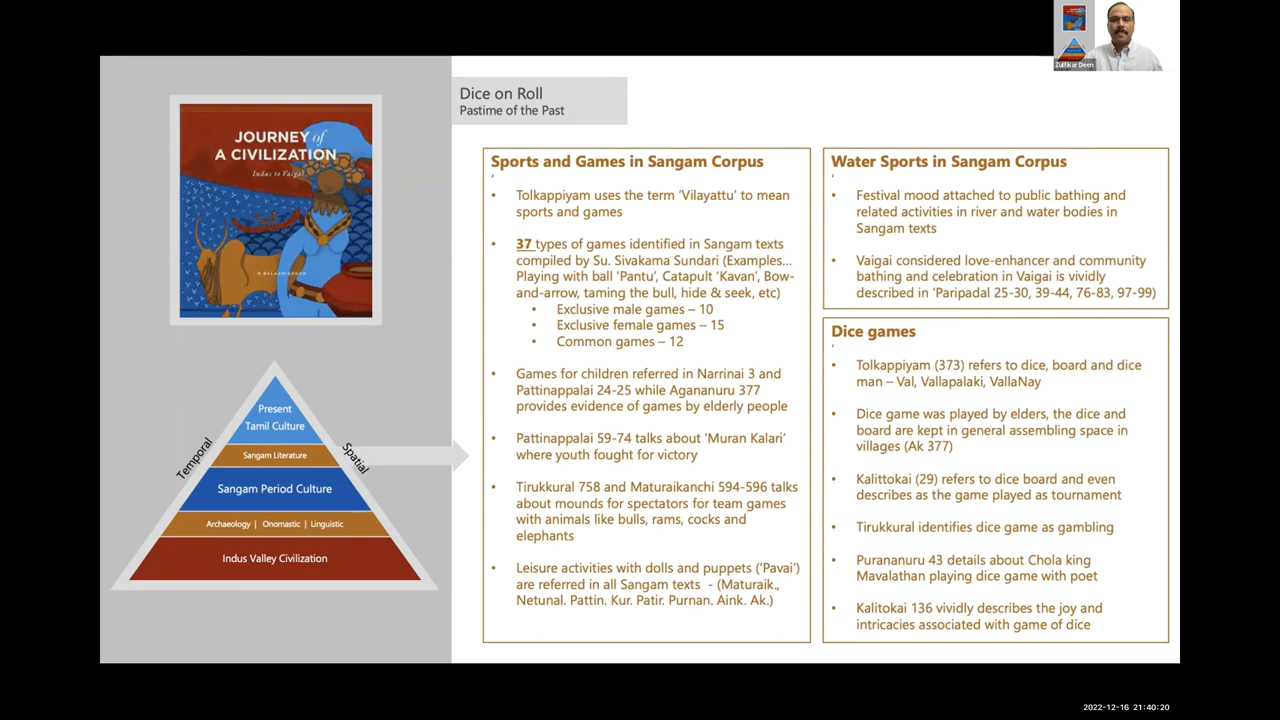 Zulfikar Deen
Dice on Roll
Pastime of the Past
JOURNEY of
A CIVILIZATION
Indus to Vaigai
R BALAKRISHNAN
Present
Tamil Culture
Sangam Literature
Sangam Period Culture
Archaeology | Onomastic | Linguistic
Indus Valley Civilization
Temporal
Spatial
Sports and Games in Sangam Corpus
‘
• Tolkappiyam uses the term ‘Vilayattu’ to mean
sports and games
• 37 types of games identified in Sangam texts
compiled by Su. Sivakama Sundari (Examples...
Playing with ball ‘Pantu’, Catapult ‘Kavan’, Bow-
and-arrow, taming the bull, hide & seek, etc)
• Exclusive male games – 10
• Exclusive female games – 15
• Common games – 12
• Games for children referred in Narrinai 3 and
Pattinappalai 24-25 while Agananuru 377
provides evidence of games by elderly people
• Pattinappalai 59-74 talks about ‘Muran Kalari’
where youth fought for victory
• Tirukkural 758 and Maturaikanchi 594-596 talks
about mounds for spectators for team games
with animals like bulls, rams, cocks and
elephants
• Leisure activities with dolls and puppets (‘Pavai’)
are referred in all Sangam texts - (Maturaik.,
Netunal. Pattin. Kur. Patir. Purnan. Aink. Ak.)
Water Sports in Sangam Corpus
‘
• Festival mood attached to public bathing and
related activities in river and water bodies in
Sangam texts
• Vaigai considered love-enhancer and community
bathing and celebration in Vaigai is vividly
described in ‘Paripadal 25-30, 39-44, 76-83, 97-99)
Dice games
‘
• Tolkappiyam (373) refers to dice, board and dice
man – Val, Vallapalaki, VallaNay
• Dice game was played by elders, the dice and
board are kept in general assembling space in
villages (Ak 377)
• Kalittokai (29) refers to dice board and even
describes as the game played as tournament
• Tirukkural identifies dice game as gambling
• Purananuru 43 details about Chola king
Mavalathan playing dice game with poet
• Kalitokai 136 vividly describes the joy and
intricacies associated with game of dice
2022-12-16 21:40:20